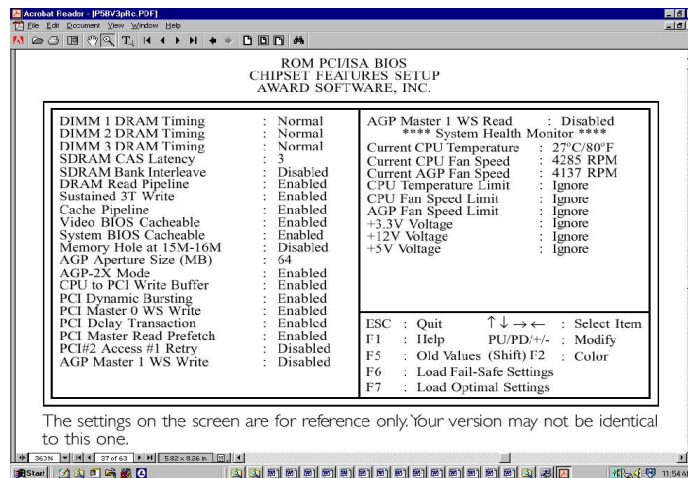 Acrobat Reader - [P5BV3pRc.PDF]
File Edit Document View Window Help
ROM PCI/ISA BIOS
CHIPSET FEATURES SETUP
AWARD SOFTWARE, INC.
DIMM 1 DRAM Timing : Normal
DIMM 2 DRAM Timing : Normal
DIMM 3 DRAM Timing : Normal
SDRAM CAS Latency : 3
SDRAM Bank Interleave : Disabled
DRAM Read Pipeline : Enabled
Sustained 3T Write : Enabled
Cache Pipeline : Enabled
Video BIOS Cacheable : Enabled
System BIOS Cacheable : Enabled
Memory Hole at 15M-16M : Disabled
AGP Aperture Size (MB) : 64
AGP-2X Mode : Enabled
CPU to PCI Write Buffer : Enabled
PCI Dynamic Bursting : Enabled
PCI Master 0 WS Write : Enabled
PCI Delay Transaction : Enabled
PCI Master Read Prefetch : Enabled
PCI#2 Access #1 Retry : Disabled
AGP Master 1 WS Write : Disabled
AGP Master 1 WS Read : Disabled
**** System Health Monitor ****
Current CPU Temperature : 27°C/80°F
Current CPU Fan Speed : 4285 RPM
Current AGP Fan Speed : 4137 RPM
CPU Temperature Limit : Ignore
CPU Fan Speed Limit : Ignore
AGP Fan Speed Limit : Ignore
+3.3V Voltage : Ignore
+12V Voltage : Ignore
+5V Voltage : Ignore
ESC : Quit ↑↓→← : Select Item
F1 : Help PU/PD/+/- : Modify
F5 : Old Values (Shift) F2 : Color
F6 : Load Fail-Safe Settings
F7 : Load Optimal Settings
The settings on the screen are for reference only. Your version may not be identical
to this one.
363% 37 of 63 5.82 x 8.26 in
Start 11:54 AM